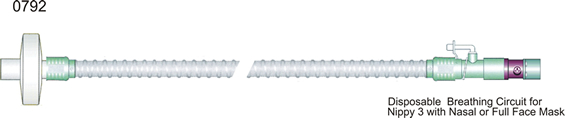 0792
Disposable Breathing Circuit for
Nippy 3 with Nasal or Full Face Mask